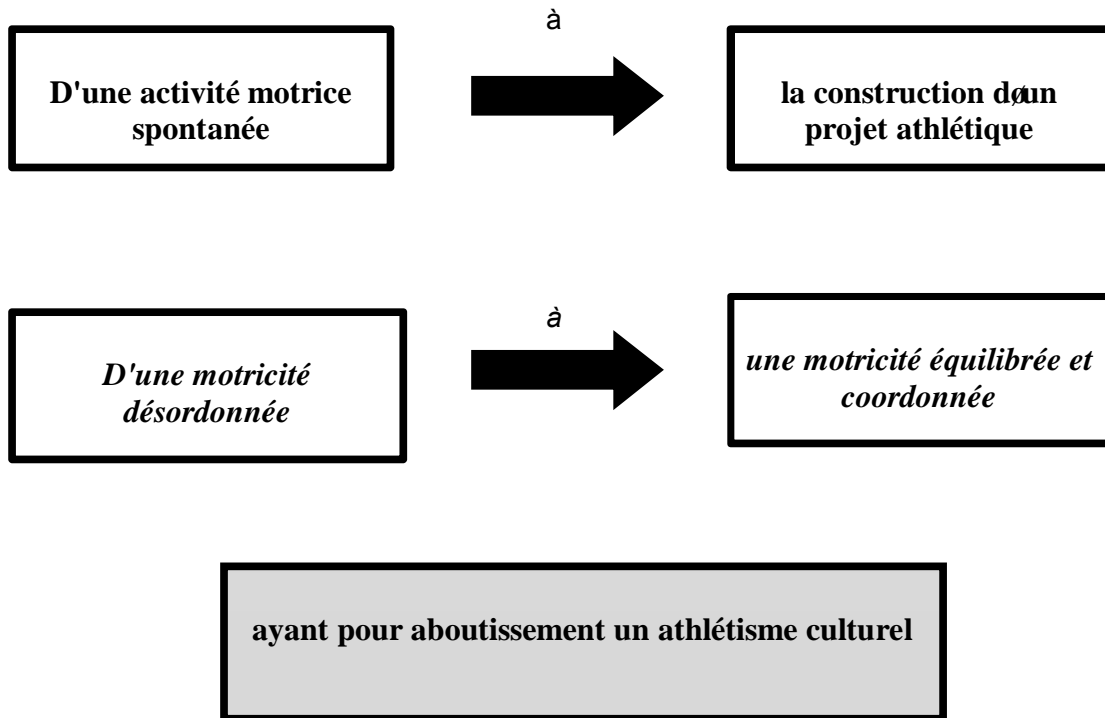 à
D'une activité motrice
spontanée
la construction døun
projet athlétique
à
D'une motricité
désordonnée
une motricité équilibrée et
coordonnée
ayant pour aboutissement un athlétisme culturel